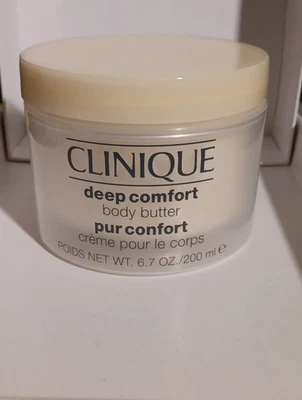 CLINIQUE
deep comfort
body butter
pur confort
crème pour le corps
POIDS NET WT. 6.7 OZ./200 ml ℮